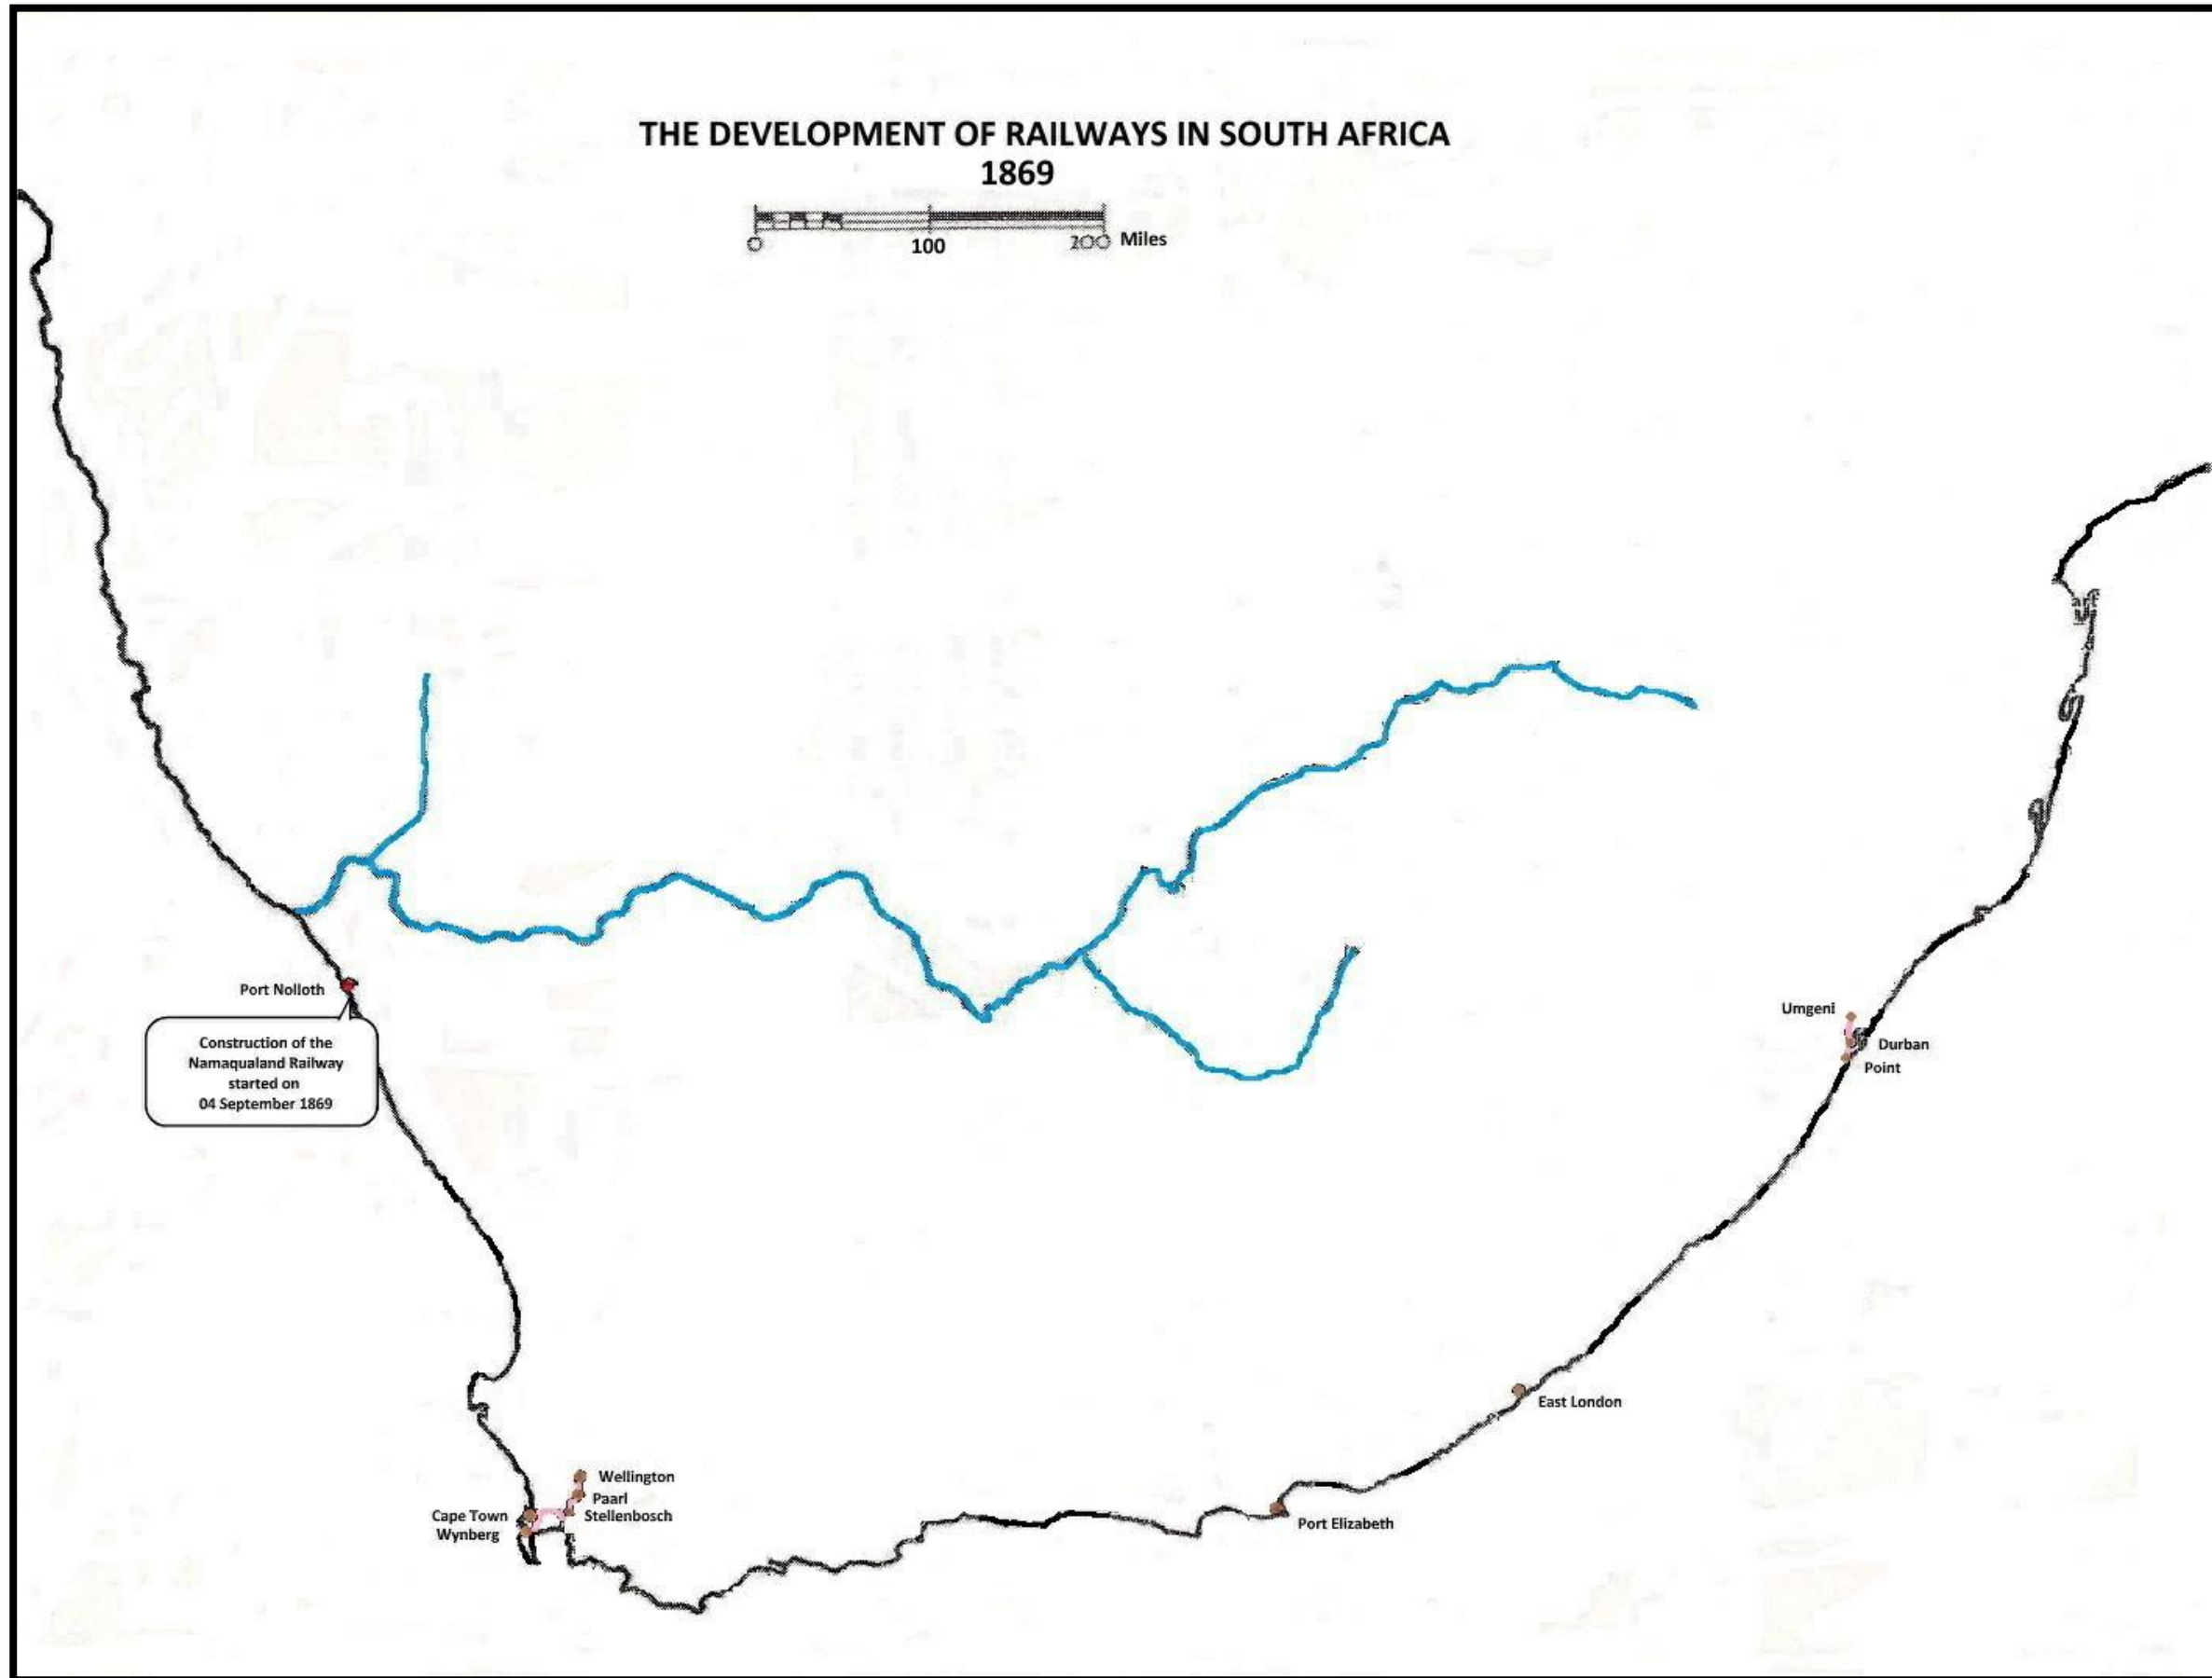 THE DEVELOPMENT OF RAILWAYS IN SOUTH AFRICA
1869
0 100 200 Miles
Port Nolloth
Construction of the
Namaqualand Railway
started on
04 September 1869
Umgeni
Durban
Point
East London
Wellington
Paarl
Cape Town
Stellenbosch
Wynberg
Port Elizabeth